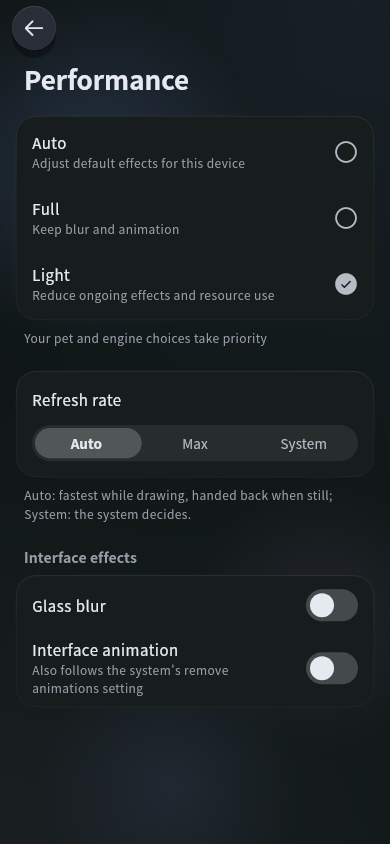 Performance
Auto
Adjust default effects for this device
Full
Keep blur and animation
Light
Reduce ongoing effects and resource use
Your pet and engine choices take priority
Refresh rate
Auto
Max
System
Auto: fastest while drawing, handed back when still;
System: the system decides.
Interface effects
Glass blur
Interface animation
Also follows the system's remove
animations setting